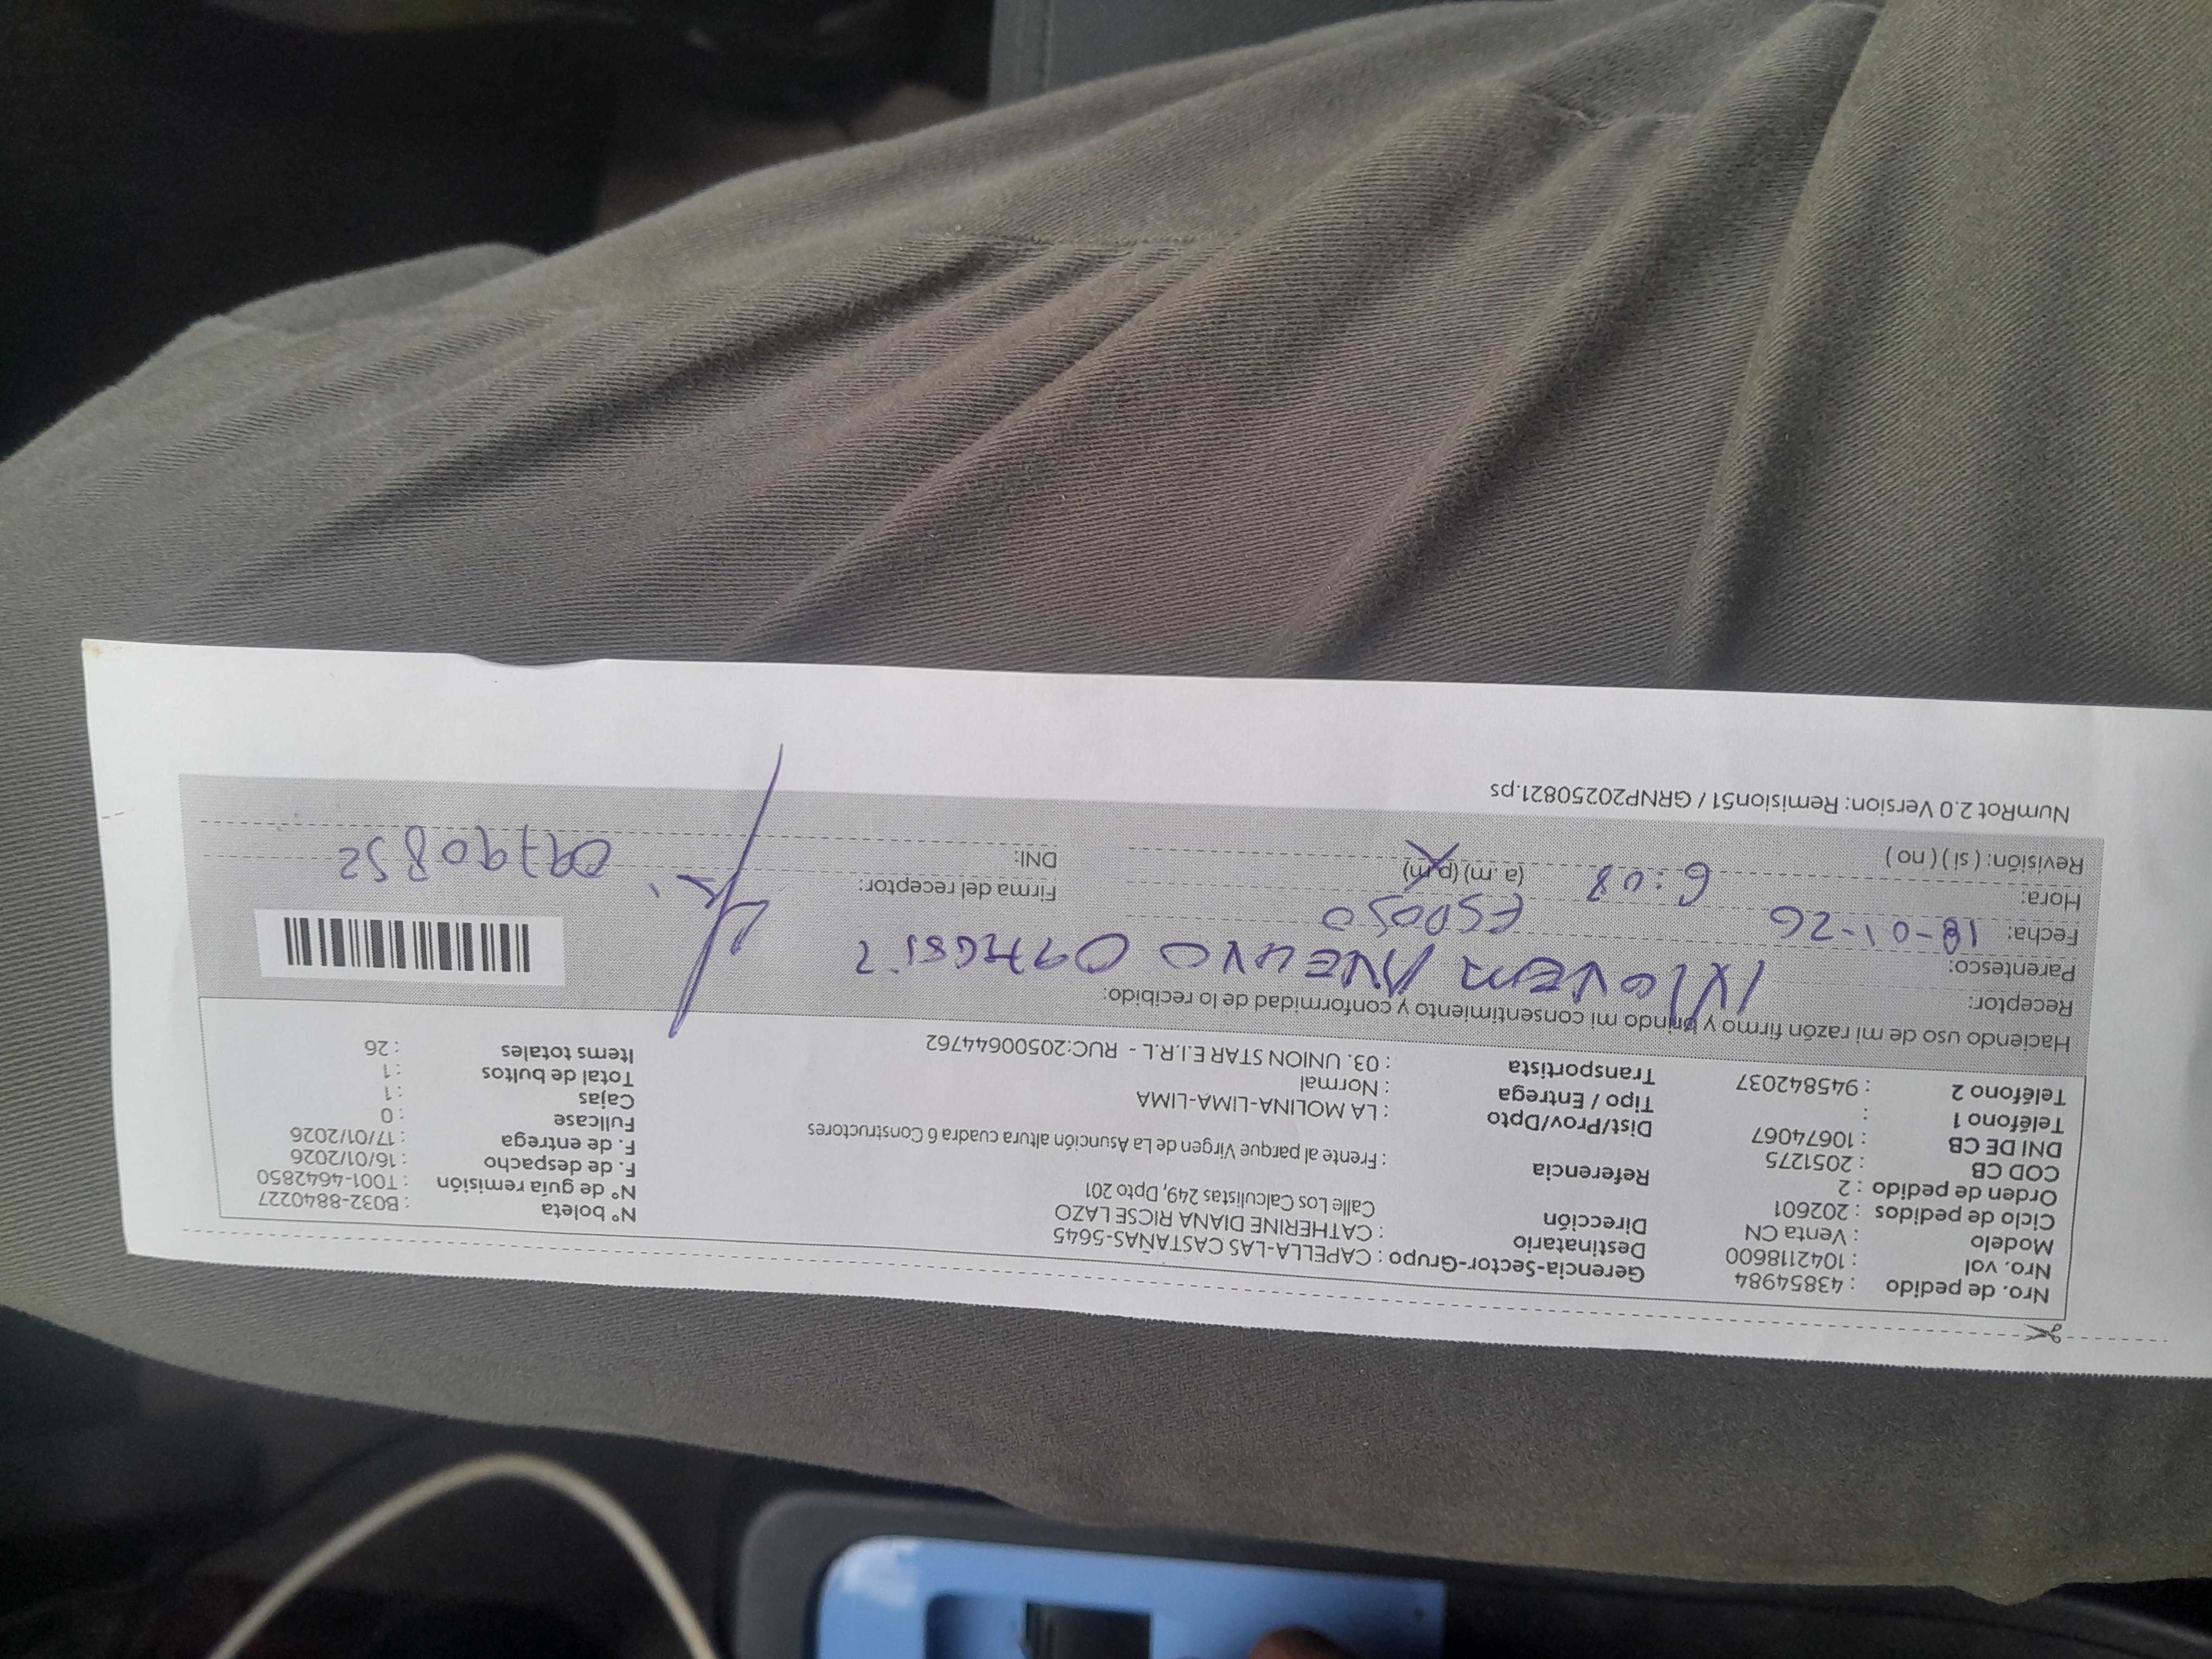 Nro. de pedido : 43854984
Nro. vol : 1042118600
Modelo : Venta CN
Ciclo de pedidos : 202601
Orden de pedido : 2
COD CB : 2051275
DNI DE CB : 10674067
Teléfono 1 :
Teléfono 2 : 945842037
Gerencia-Sector-Grupo : CAPELLA-LAS CASTAÑAS-5645
Destinatario : CATHERINE DIANA RICSE LAZO
Dirección Calle Los Calculistas 249, Dpto 201
Referencia : Frente al parque Virgen de La Asunción altura cuadra 6 Constructores
Dist/Prov/Dpto : LA MOLINA-LIMA-LIMA
Tipo / Entrega : Normal
Transportista : 03. UNION STAR E.I.R.L - RUC:20500644762
N° boleta : B032-8840227
N° de guía remisión : T001-4642850
F. de despacho : 16/01/2026
F. de entrega : 17/01/2026
Fullcase : 0
Cajas : 1
Total de bultos : 1
Items totales : 26
Haciendo uso de mi razón firmo y brindo mi consentimiento y conformidad de lo recibido:
Receptor:
Parentesco: ESPOSO
Fecha: 18-01-26
Hora: 6:08 (a.m) (p.m)
Revisión: ( si ) ( no )
Firma del receptor:
DNI: 09790852
NumRot 2.0 Version: Remision51 / GRNP20250821.ps